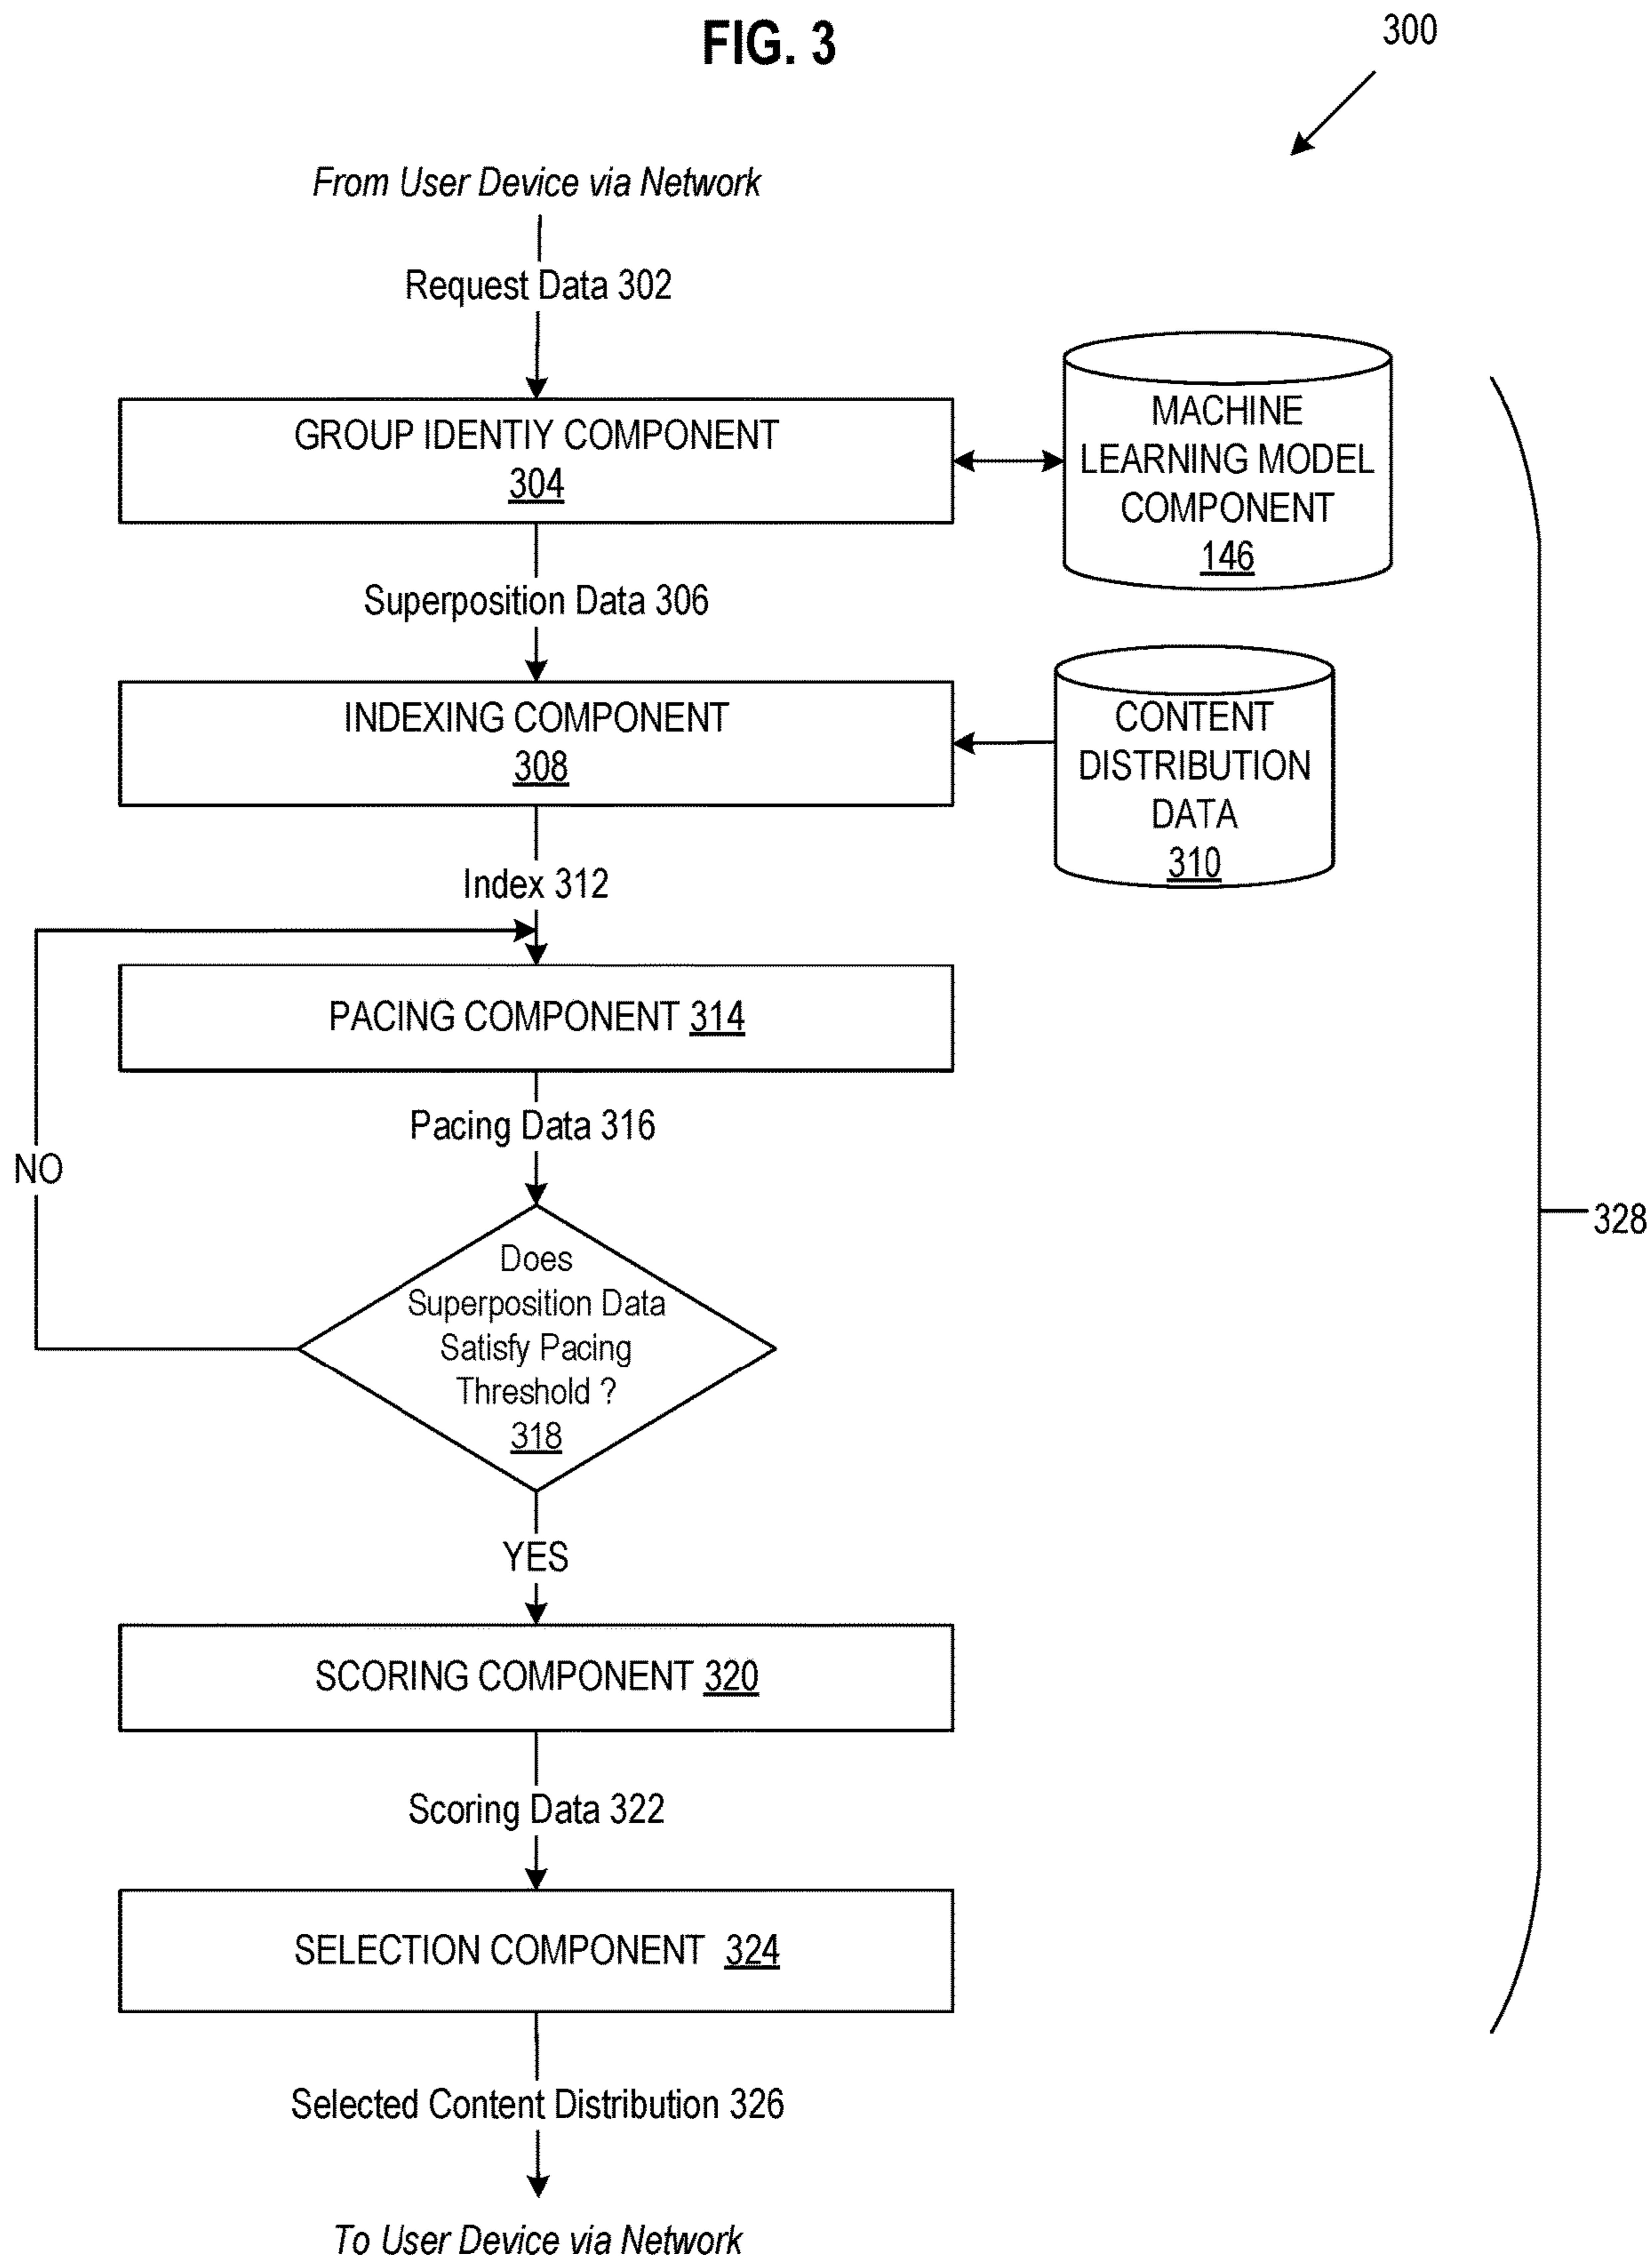 FIG. 3
300
From User Device via Network
Request Data 302
GROUP IDENTIY COMPONENT
304
MACHINE
LEARNING MODEL
COMPONENT
146
Superposition Data 306
INDEXING COMPONENT
308
CONTENT
DISTRIBUTION
DATA
310
Index 312
PACING COMPONENT 314
Pacing Data 316
NO
Does
Superposition Data
Satisfy Pacing
Threshold ?
318
328
YES
SCORING COMPONENT 320
Scoring Data 322
SELECTION COMPONENT 324
Selected Content Distribution 326
To User Device via Network